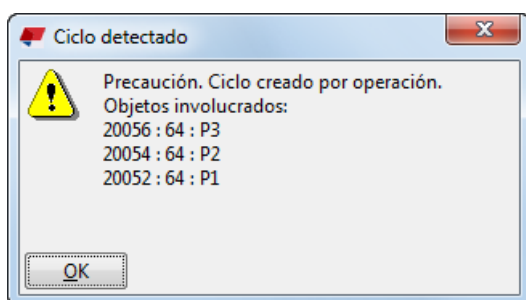 Ciclo detectado
Precaución. Ciclo creado por operación.
Objetos involucrados:
20056 : 64 : P3
20054 : 64 : P2
20052 : 64 : P1
OK